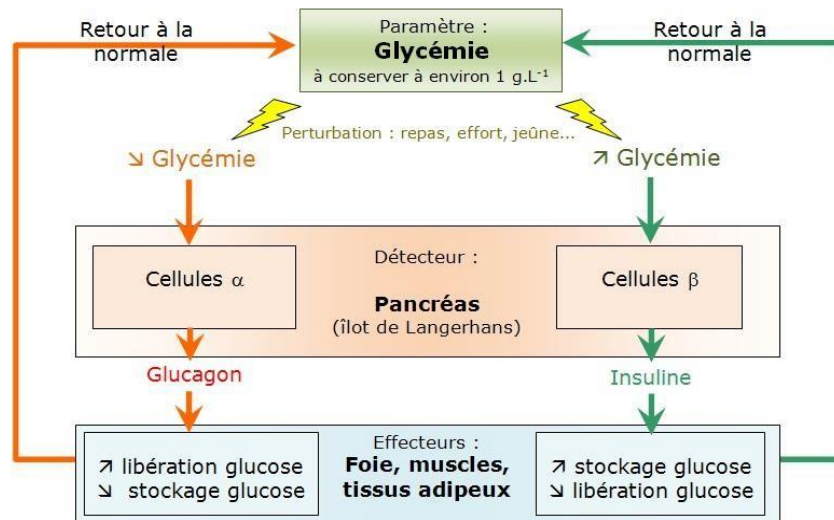 Retour à la
normale
Paramètre :
Glycémie
à conserver à environ 1 g.L⁻¹
Retour à la
normale
Perturbation : repas, effort, jeûne...
↘ Glycémie
↗ Glycémie
Détecteur :
Cellules α
Pancréas
(îlot de Langerhans)
Cellules β
Glucagon
Insuline
Effecteurs :
Foie, muscles,
tissus adipeux
↗ libération glucose
↘ stockage glucose
↗ stockage glucose
↘ libération glucose